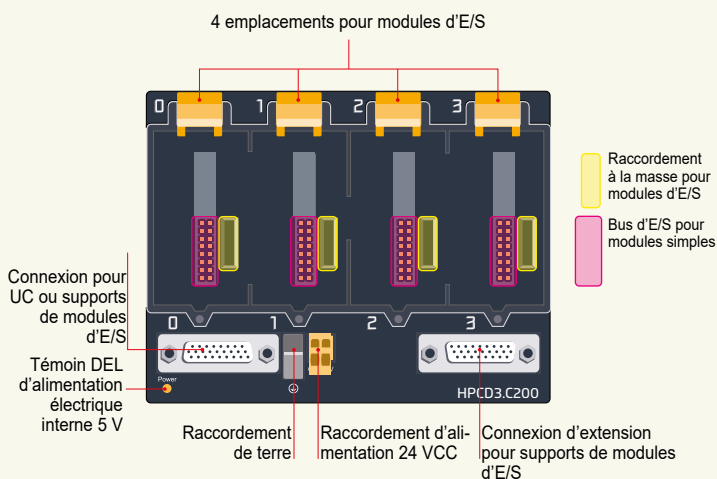 4 emplacements pour modules d'E/S
0 1 2 3
Raccordement
à la masse pour
modules d'E/S
Bus d'E/S pour
modules simples
Connexion pour
UC ou supports
de modules
d'E/S
0 1 2 3
Témoin DEL
d'alimentation
électrique
interne 5 V
Power
HPCD3.C200
Raccordement
de terre
Raccordement d'ali-
mentation 24 VCC
Connexion d'extension
pour supports de modules
d'E/S